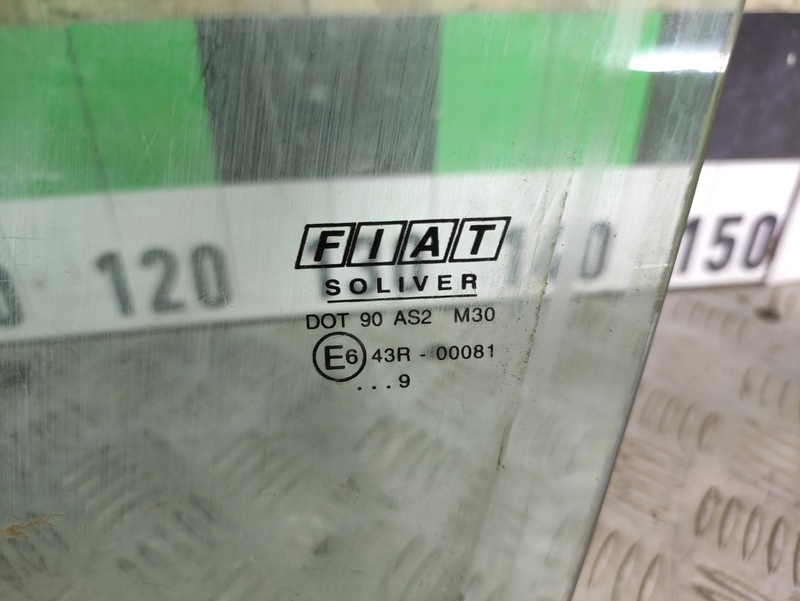 FIAT
SOLIVER
DOT 90 AS2 M30
E6 43R - 00081
...9
120
150